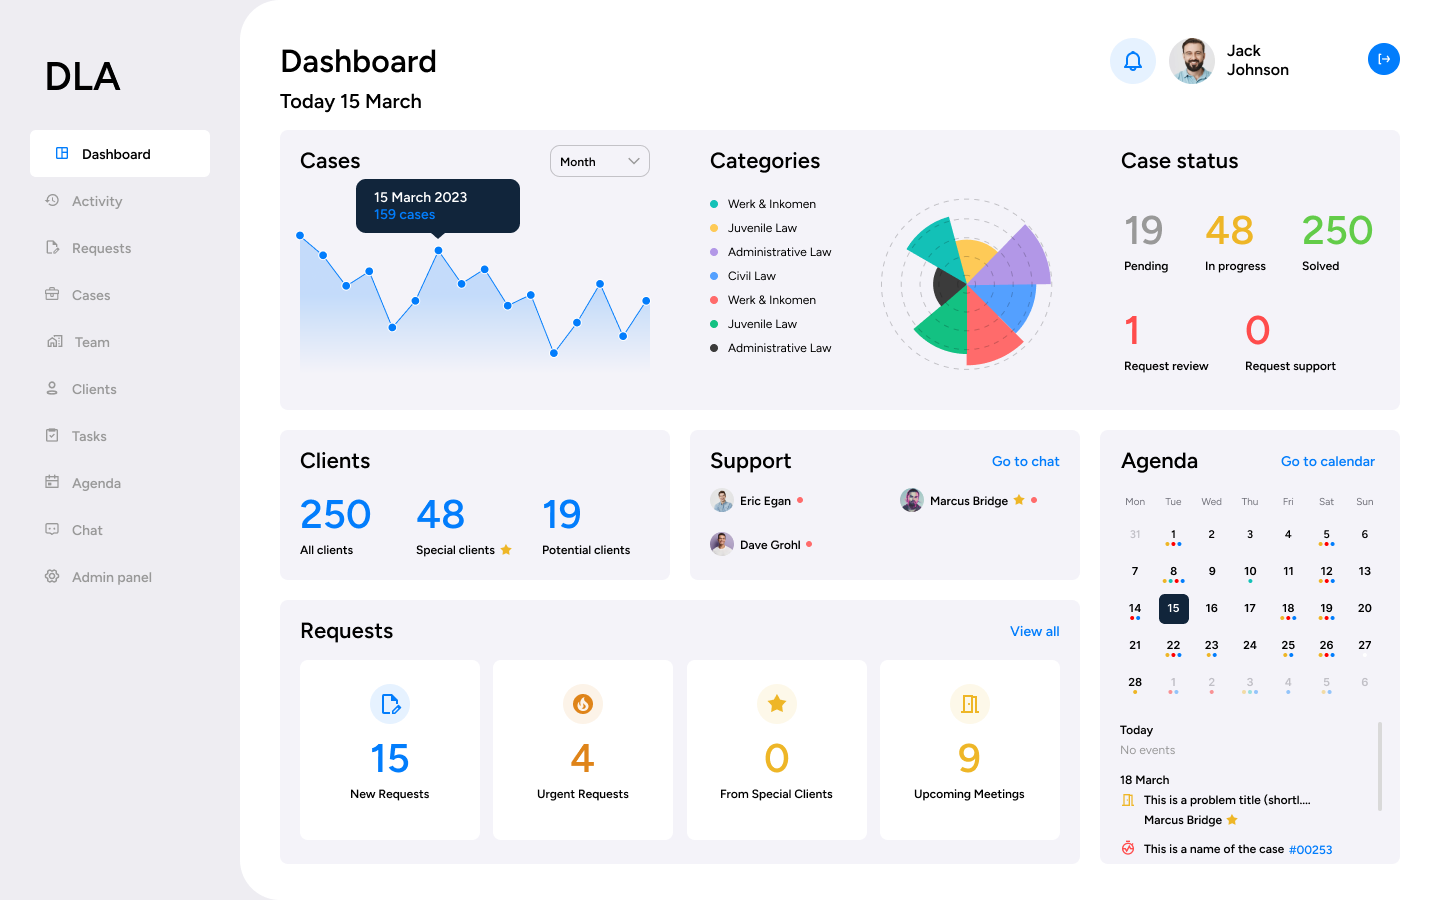 DLA
Dashboard
Activity
Requests
Cases
Team
Clients
Tasks
Agenda
Chat
Admin panel
Dashboard
Today 15 March
Jack
Johnson
Cases
Month
15 March 2023
159 cases
Categories
Werk & Inkomen
Juvenile Law
Administrative Law
Civil Law
Werk & Inkomen
Juvenile Law
Administrative Law
Case status
19 48 250
Pending In progress Solved
1 0
Request review Request support
Clients
250 48 19
All clients Special clients Potential clients
Support Go to chat
Eric Egan Marcus Bridge
Dave Grohl
Requests View all
15 4 0 9
New Requests Urgent Requests From Special Clients Upcoming Meetings
Agenda Go to calendar
Mon Tue Wed Thu Fri Sat Sun
31 1 2 3 4 5 6
7 8 9 10 11 12 13
14 15 16 17 18 19 20
21 22 23 24 25 26 27
28 1 2 3 4 5 6
Today
No events
18 March
This is a problem title (shortl....
Marcus Bridge
This is a name of the case #00253